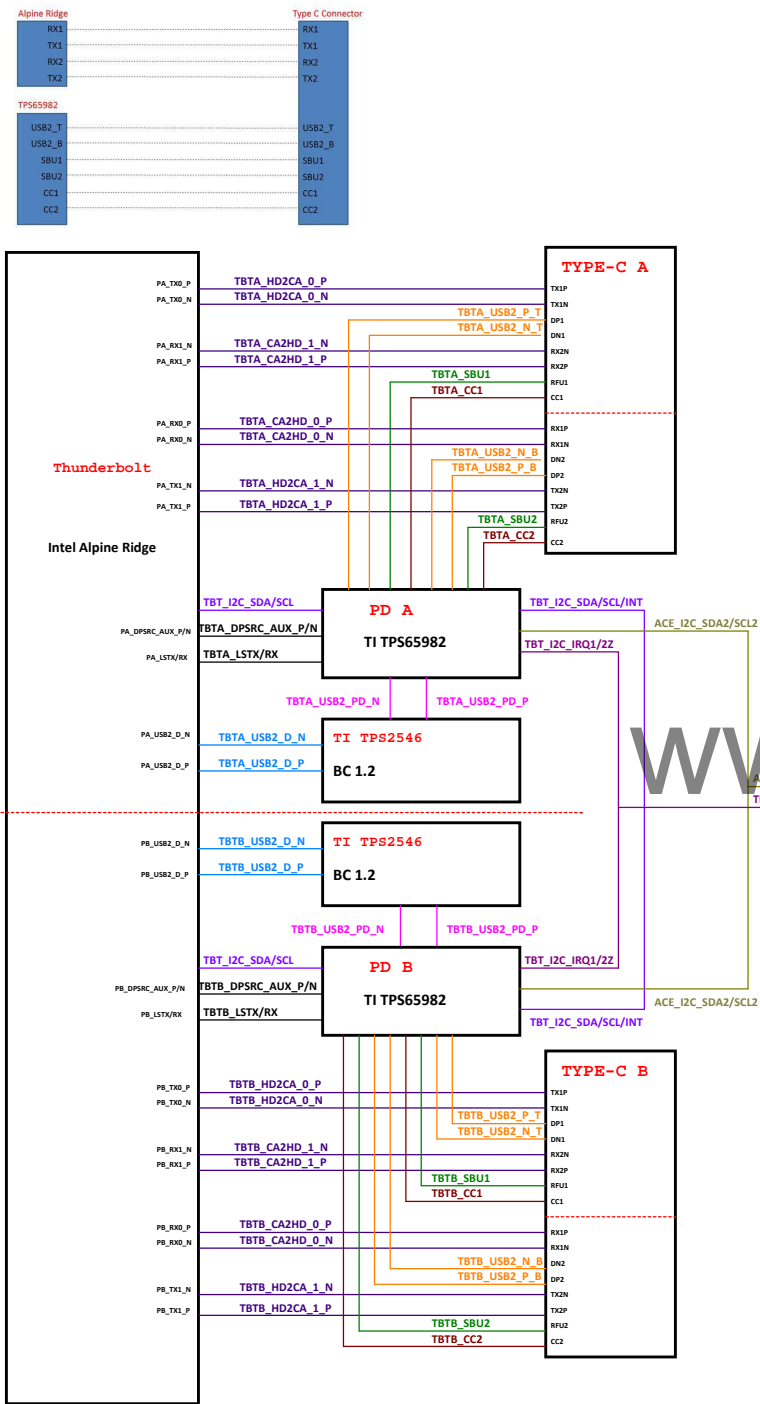 Alpine Ridge
Type C Connector
RX1 RX1
TX1 TX1
RX2 RX2
TX2 TX2
TPS65982
USB2_T USB2_T
USB2_B USB2_B
SBU1 SBU1
SBU2 SBU2
CC1 CC1
CC2 CC2
TYPE-C A
PA_TX0_P TBTA_HD2CA_0_P TX1P
PA_TX0_N TBTA_HD2CA_0_N TX1N
TBTA_USB2_P_T DP1
TBTA_USB2_N_T DN1
PA_RX1_N TBTA_CA2HD_1_N RX2N
PA_RX1_P TBTA_CA2HD_1_P RX2P
TBTA_SBU1 RFU1
TBTA_CC1 CC1
PA_RX0_P TBTA_CA2HD_0_P RX1P
PA_RX0_N TBTA_CA2HD_0_N RX1N
TBTA_USB2_N_B DN2
TBTA_USB2_P_B DP2
Thunderbolt
PA_TX1_N TBTA_HD2CA_1_N TX2N
PA_TX1_P TBTA_HD2CA_1_P TX2P
TBTA_SBU2 RFU2
TBTA_CC2 CC2
Intel Alpine Ridge
TBT_I2C_SDA/SCL PD A TBT_I2C_SDA/SCL/INT
PA_DPSRC_AUX_P/N TBTA_DPSRC_AUX_P/N TI TPS65982 ACE_I2C_SDA2/SCL2
PA_LSTX/RX TBTA_LSTX/RX TBT_I2C_IRQ1/2Z
TBTA_USB2_PD_N TBTA_USB2_PD_P
PA_USB2_D_N TBTA_USB2_D_N TI TPS2546
PA_USB2_D_P TBTA_USB2_D_P BC 1.2
PB_USB2_D_N TBTB_USB2_D_N TI TPS2546
PB_USB2_D_P TBTB_USB2_D_P BC 1.2
TBTB_USB2_PD_N TBTB_USB2_PD_P
TBT_I2C_SDA/SCL PD B TBT_I2C_IRQ1/2Z
PB_DPSRC_AUX_P/N TBTB_DPSRC_AUX_P/N TI TPS65982 ACE_I2C_SDA2/SCL2
PB_LSTX/RX TBTB_LSTX/RX TBT_I2C_SDA/SCL/INT
TYPE-C B
PB_TX0_P TBTB_HD2CA_0_P TX1P
PB_TX0_N TBTB_HD2CA_0_N TX1N
TBTB_USB2_P_T DP1
TBTB_USB2_N_T DN1
PB_RX1_N TBTB_CA2HD_1_N RX2N
PB_RX1_P TBTB_CA2HD_1_P RX2P
TBTB_SBU1 RFU1
TBTB_CC1 CC1
PB_RX0_P TBTB_CA2HD_0_P RX1P
PB_RX0_N TBTB_CA2HD_0_N RX1N
TBTB_USB2_N_B DN2
TBTB_USB2_P_B DP2
PB_TX1_N TBTB_HD2CA_1_N TX2N
PB_TX1_P TBTB_HD2CA_1_P TX2P
TBTB_SBU2 RFU2
TBTB_CC2 CC2